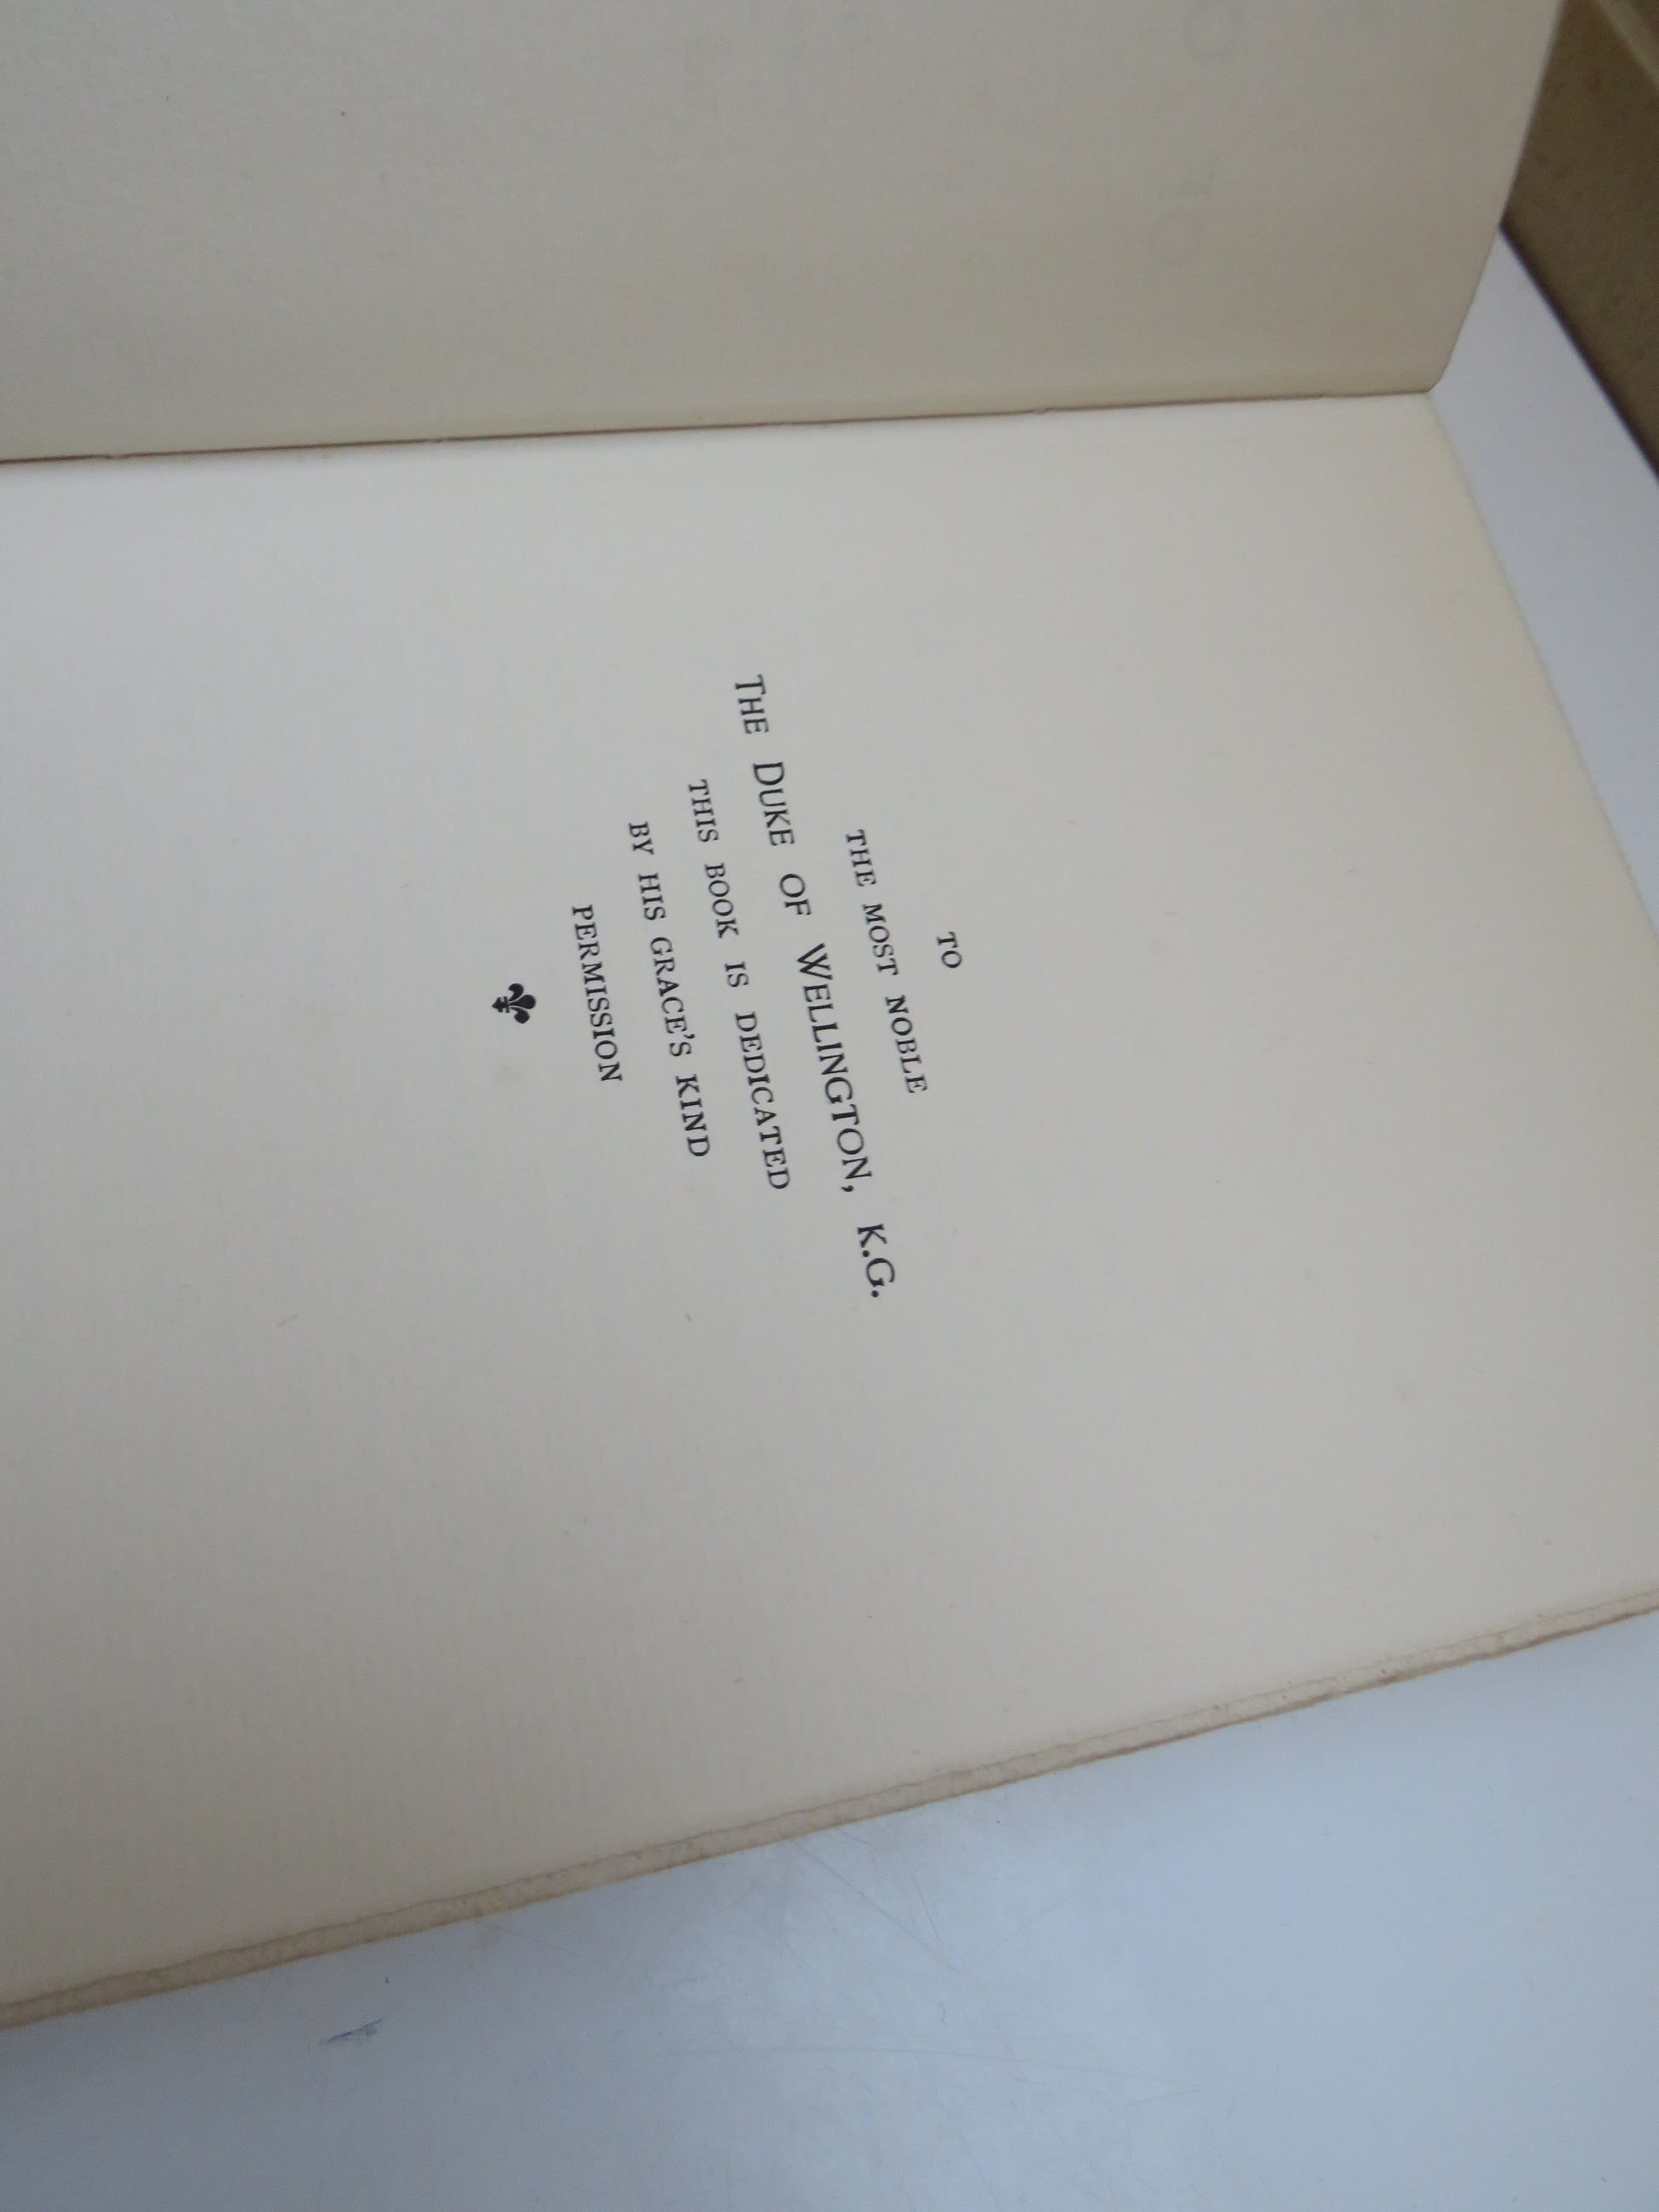 TO
THE MOST NOBLE
THE DUKE OF WELLINGTON, K.G.
THIS BOOK IS DEDICATED
BY HIS GRACE'S KIND
PERMISSION